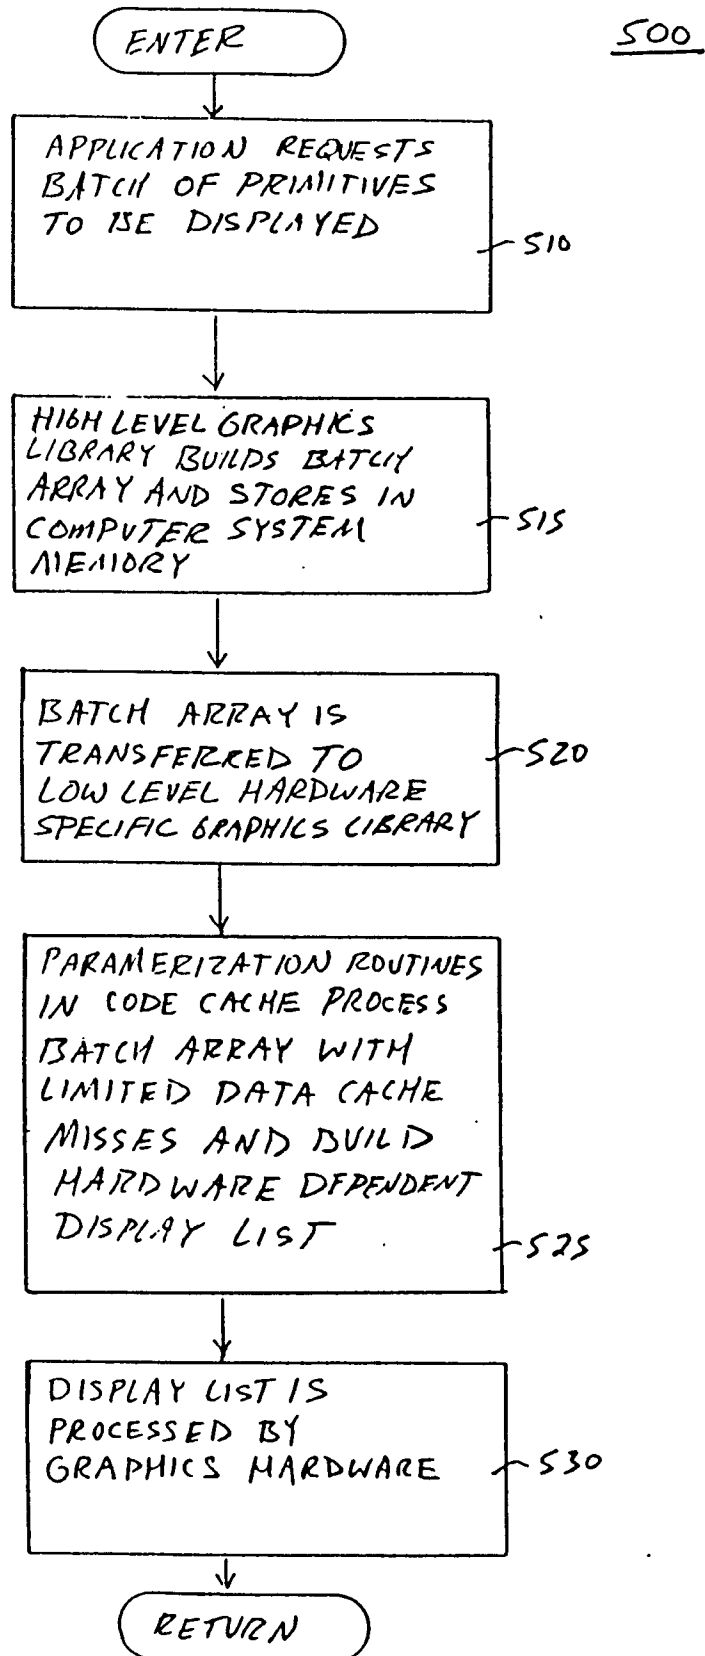 ENTER
500
APPLICATION REQUESTS
BATCH OF PRIMITIVES
TO BE DISPLAYED
510
HIGH LEVEL GRAPHICS
LIBRARY BUILDS BATCH
ARRAY AND STORES IN
COMPUTER SYSTEM
MEMORY
515
BATCH ARRAY IS
TRANSFERRED TO
LOW LEVEL HARDWARE
SPECIFIC GRAPHICS LIBRARY
520
PARAMERIZATION ROUTINES
IN CODE CACHE PROCESS
BATCH ARRAY WITH
LIMITED DATA CACHE
MISSES AND BUILD
HARDWARE DEPENDENT
DISPLAY LIST
525
DISPLAY LIST IS
PROCESSED BY
GRAPHICS HARDWARE
530
RETURN